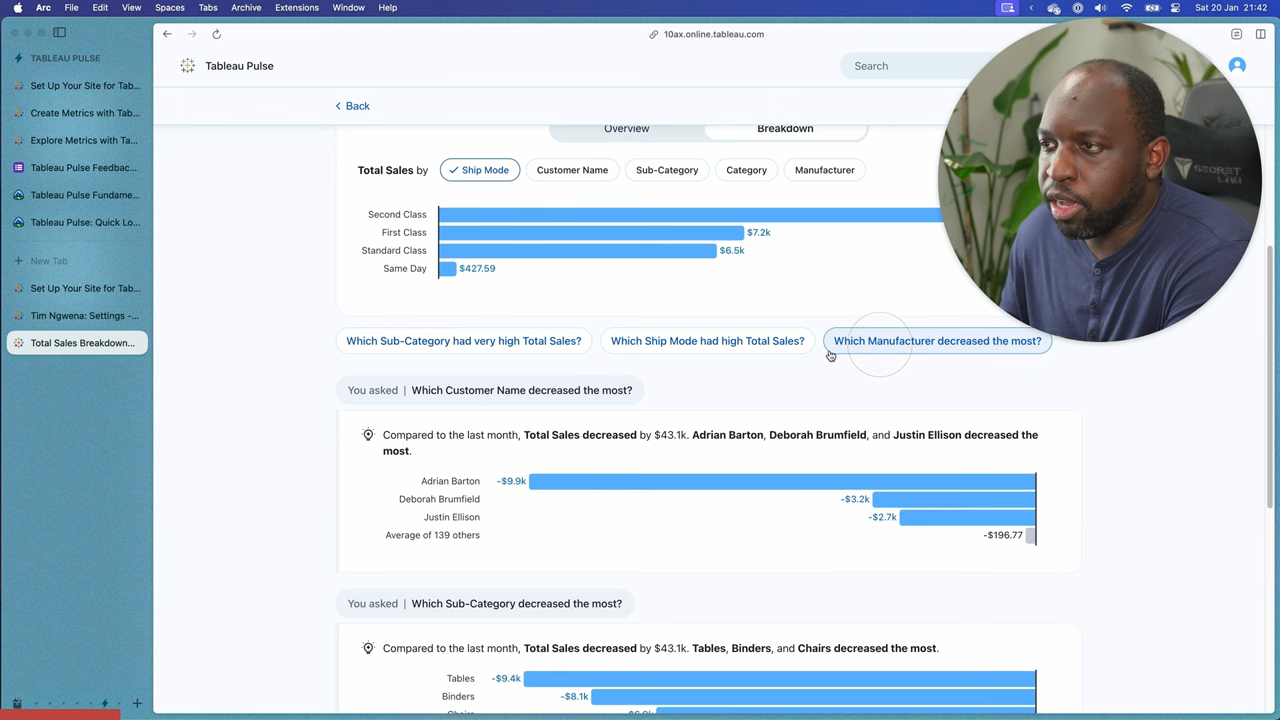 Arc File Edit View Spaces Tabs Archive Extensions Window Help Sat 20 Jan 21:42
10ax.online.tableau.com
TABLEAU PULSE
Set Up Your Site for Tab...
Create Metrics with Tab...
Explore Metrics with Ta...
Tableau Pulse Feedbac...
Tableau Pulse Fundame...
Tableau Pulse: Quick Lo...
New Tab
Set Up Your Site for Tab...
Tim Ngwena: Settings -...
Total Sales Breakdown...
Tableau Pulse
Search
Back
Overview Breakdown
Total Sales by Ship Mode Customer Name Sub-Category Category Manufacturer
Second Class
First Class $7.2k
Standard Class $6.5k
Same Day $427.59
Which Sub-Category had very high Total Sales? Which Ship Mode had high Total Sales? Which Manufacturer decreased the most?
You asked | Which Customer Name decreased the most?
Compared to the last month, Total Sales decreased by $43.1k. Adrian Barton, Deborah Brumfield, and Justin Ellison decreased the
most.
Adrian Barton -$9.9k
Deborah Brumfield -$3.2k
Justin Ellison -$2.7k
Average of 139 others -$196.77
You asked | Which Sub-Category decreased the most?
Compared to the last month, Total Sales decreased by $43.1k. Tables, Binders, and Chairs decreased the most.
Tables -$9.4k
Binders -$8.1k
SECRET
LAB